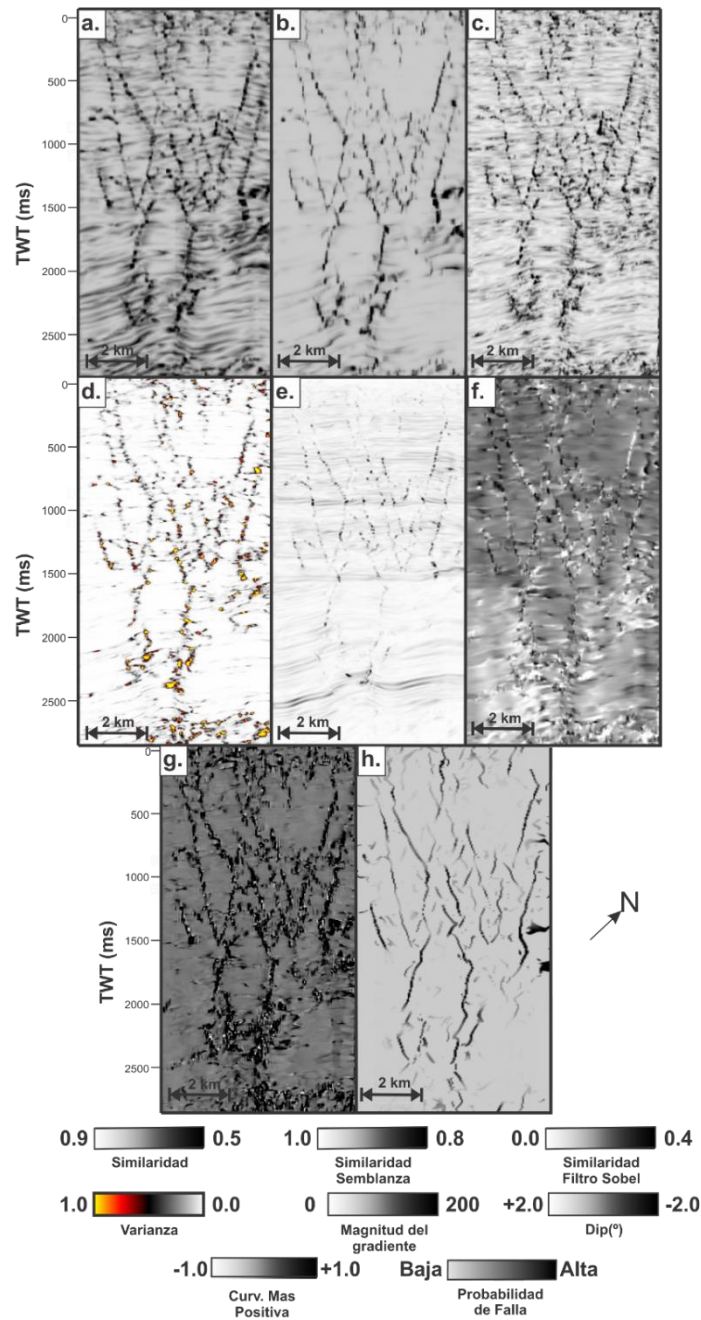 a. b. c.
0
500
1000
1500
2000
2500
TWT (ms)
2 km 2 km 2 km
d. e. f.
0
500
1000
1500
2000
2500
TWT (ms)
2 km 2 km 2 km
g. h.
0
500
1000
1500
2000
2500
TWT (ms)
2 km 2 km
N
0.9 0.5 1.0 0.8 0.0 0.4
Similaridad Similaridad Similaridad
Semblanza Filtro Sobel
1.0 0.0 0 200 +2.0 -2.0
Varianza Magnitud del Dip(º)
gradiente
-1.0 +1.0 Baja Alta
Curv. Mas Probabilidad
Positiva de Falla